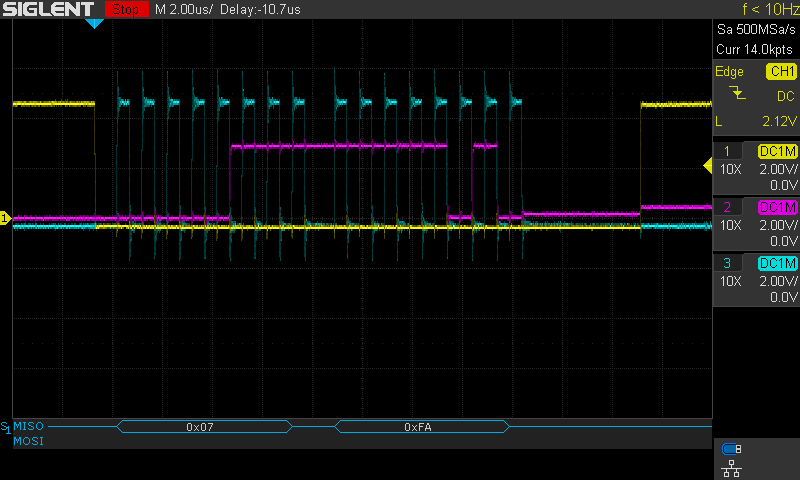 SIGLENT Stop M 2.00us/ Delay:-10.7us f < 10Hz
Sa 500MSa/s
Curr 14.0kpts
Edge CH1
DC
L 2.12V
1 DC1M
10X 2.00V/
0.0V
2 DC1M
10X 2.00V/
0.0V
3 DC1M
10X 2.00V/
0.0V
1
S1 MISO 0x07 0xFA
MOSI